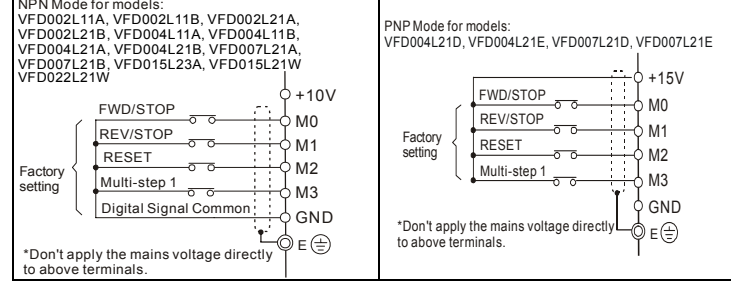 NPN Mode for models:
VFD002L11A, VFD002L11B, VFD002L21A,
VFD002L21B, VFD004L11A, VFD004L11B,
VFD004L21A, VFD004L21B, VFD007L21A,
VFD007L21B, VFD015L23A, VFD015L21W
VFD022L21W
+10V
FWD/STOP
M0
REV/STOP
M1
RESET
M2
Factory
setting
Multi-step 1
M3
Digital Signal Common
GND
E
*Don't apply the mains voltage directly
to above terminals.
PNP Mode for models:
VFD004L21D, VFD004L21E, VFD007L21D, VFD007L21E
+15V
FWD/STOP
M0
REV/STOP
M1
Factory
setting
RESET
M2
Multi-step 1
M3
GND
*Don't apply the mains voltage directly
to above terminals.
E